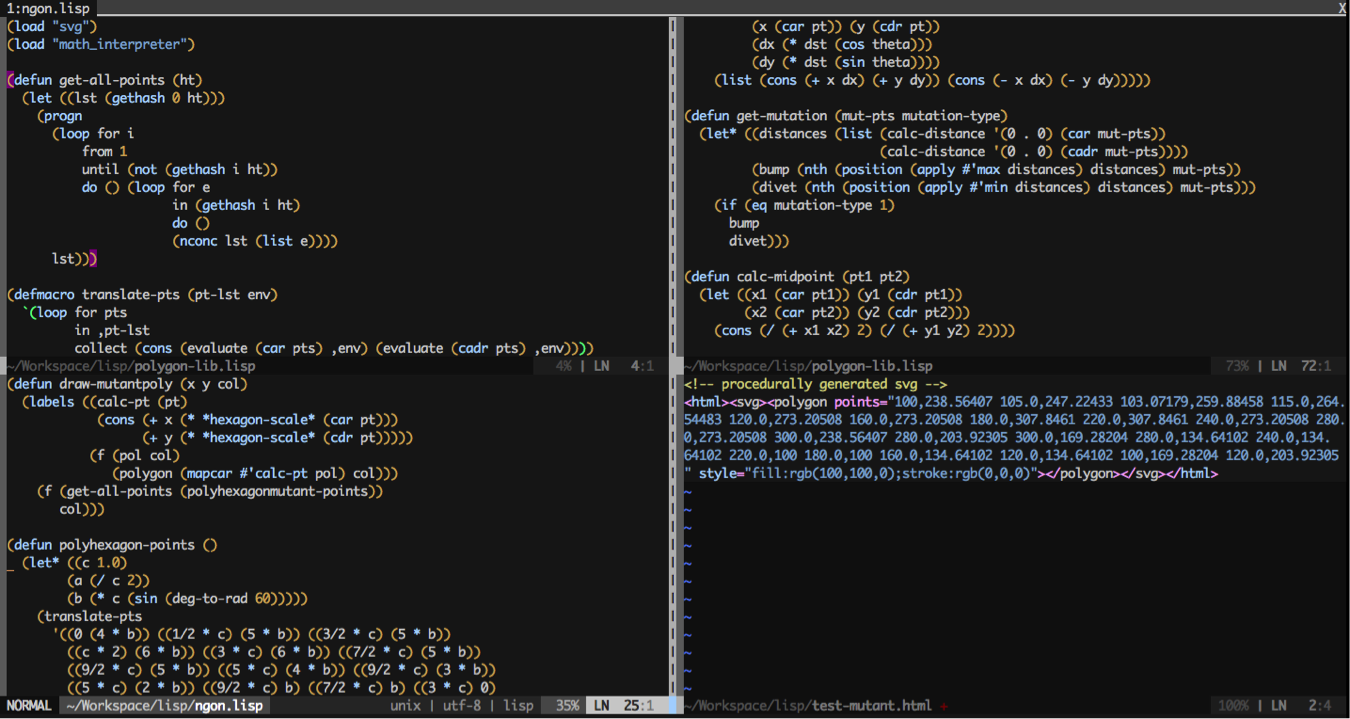 1:ngon.lisp X
(load "svg")
(load "math_interpreter")
(defun get-all-points (ht)
(let ((lst (gethash 0 ht)))
(progn
(loop for i
from 1
until (not (gethash i ht))
do () (loop for e
in (gethash i ht)
do ()
(nconc lst (list e))))
lst)))
(defmacro translate-pts (pt-lst env)
`(loop for pts
in ,pt-lst
collect (cons (evaluate (car pts) ,env) (evaluate (cadr pts) ,env))))
~/Workspace/lisp/polygon-lib.lisp 4% | LN 4:1
(defun draw-mutantpoly (x y col)
(labels ((calc-pt (pt)
(cons (+ x (* *hexagon-scale* (car pt)))
(+ y (* *hexagon-scale* (cdr pt)))))
(f (pol col)
(polygon (mapcar #'calc-pt pol) col)))
(f (get-all-points (polyhexagonmutant-points))
col)))
(defun polyhexagon-points ()
(let* ((c 1.0)
(a (/ c 2))
(b (* c (sin (deg-to-rad 60)))))
(translate-pts
'((0 (4 * b)) ((1/2 * c) (5 * b)) ((3/2 * c) (5 * b))
((c * 2) (6 * b)) ((3 * c) (6 * b)) ((7/2 * c) (5 * b))
((9/2 * c) (5 * b)) ((5 * c) (4 * b)) ((9/2 * c) (3 * b))
((5 * c) (2 * b)) ((9/2 * c) b) ((7/2 * c) b) ((3 * c) 0)
NORMAL ~/Workspace/lisp/ngon.lisp unix | utf-8 | lisp 35% LN 25:1
(x (car pt)) (y (cdr pt))
(dx (* dst (cos theta)))
(dy (* dst (sin theta))))
(list (cons (+ x dx) (+ y dy)) (cons (- x dx) (- y dy)))))
(defun get-mutation (mut-pts mutation-type)
(let* ((distances (list (calc-distance '(0 . 0) (car mut-pts))
(calc-distance '(0 . 0) (cadr mut-pts))))
(bump (nth (position (apply #'max distances) distances) mut-pts))
(divet (nth (position (apply #'min distances) distances) mut-pts)))
(if (eq mutation-type 1)
bump
divet)))
(defun calc-midpoint (pt1 pt2)
(let ((x1 (car pt1)) (y1 (cdr pt1))
(x2 (car pt2)) (y2 (cdr pt2)))
(cons (/ (+ x1 x2) 2) (/ (+ y1 y2) 2))))
~/Workspace/lisp/polygon-lib.lisp 73% | LN 72:1
<!-- procedurally generated svg -->
<html><svg><polygon points="100,238.56407 105.0,247.22433 103.07179,259.88458 115.0,264.
54483 120.0,273.20508 160.0,273.20508 180.0,307.8461 220.0,307.8461 240.0,273.20508 280.
0,273.20508 300.0,238.56407 280.0,203.92305 300.0,169.28204 280.0,134.64102 240.0,134.
64102 220.0,100 180.0,100 160.0,134.64102 120.0,134.64102 100,169.28204 120.0,203.92305
" style="fill:rgb(100,100,0);stroke:rgb(0,0,0)"></polygon></svg></html>
~
~
~
~
~
~
~
~
~
~
~
~
~/Workspace/lisp/test-mutant.html + 100% | LN 2:4